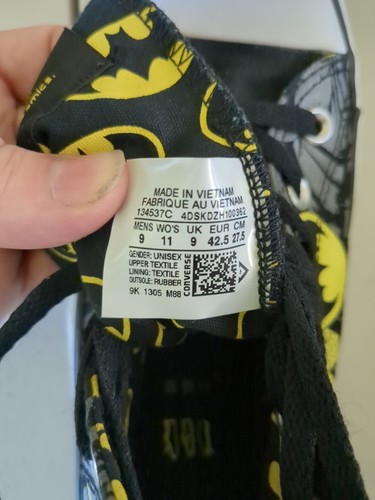 omics.
MADE IN VIETNAM
FABRIQUE AU VIETNAM
134537C 4DSKDZH100362
MENS WO'S UK EUR CM
9 11 9 42.5 27.5
GENDER: UNISEX
UPPER:TEXTILE
LINING: TEXTILE
OUTSOLE: RUBBER
9K 1305 M88
CONVERSE